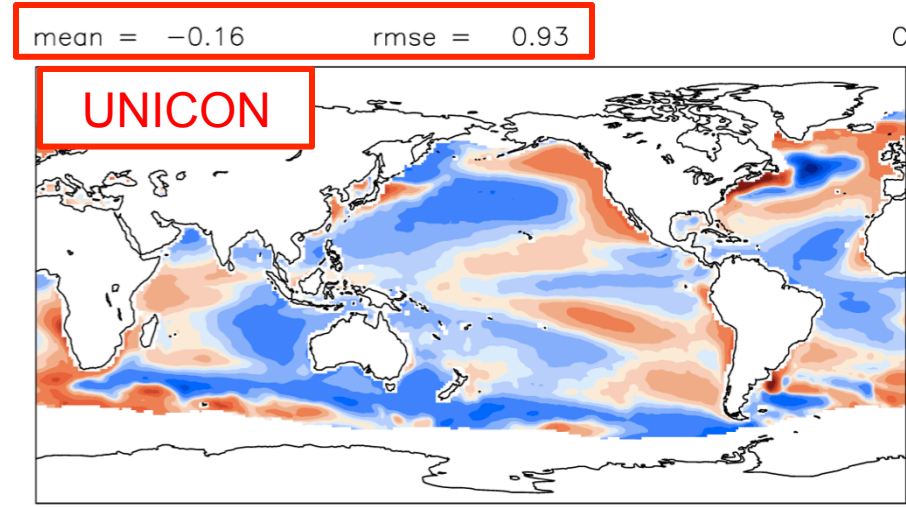 mean = −0.16 rmse = 0.93
UNICON